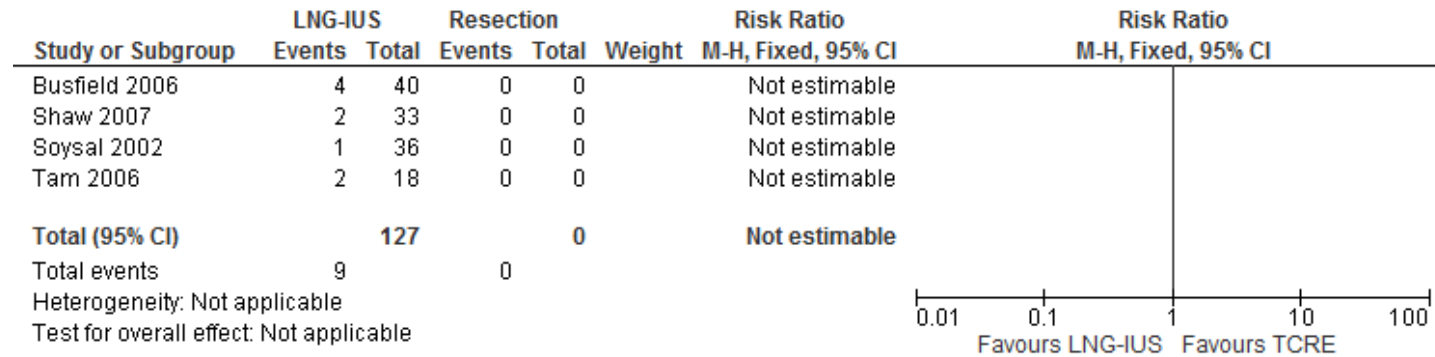 LNG-IUS Resection Risk Ratio Risk Ratio
Study or Subgroup Events Total Events Total Weight M-H, Fixed, 95% CI M-H, Fixed, 95% CI
Busfield 2006 4 40 0 0 Not estimable
Shaw 2007 2 33 0 0 Not estimable
Soysal 2002 1 36 0 0 Not estimable
Tam 2006 2 18 0 0 Not estimable
Total (95% CI) 127 0 Not estimable
Total events 9 0
Heterogeneity: Not applicable
Test for overall effect: Not applicable
0.01 0.1 1 10 100
Favours LNG-IUS Favours TCRE